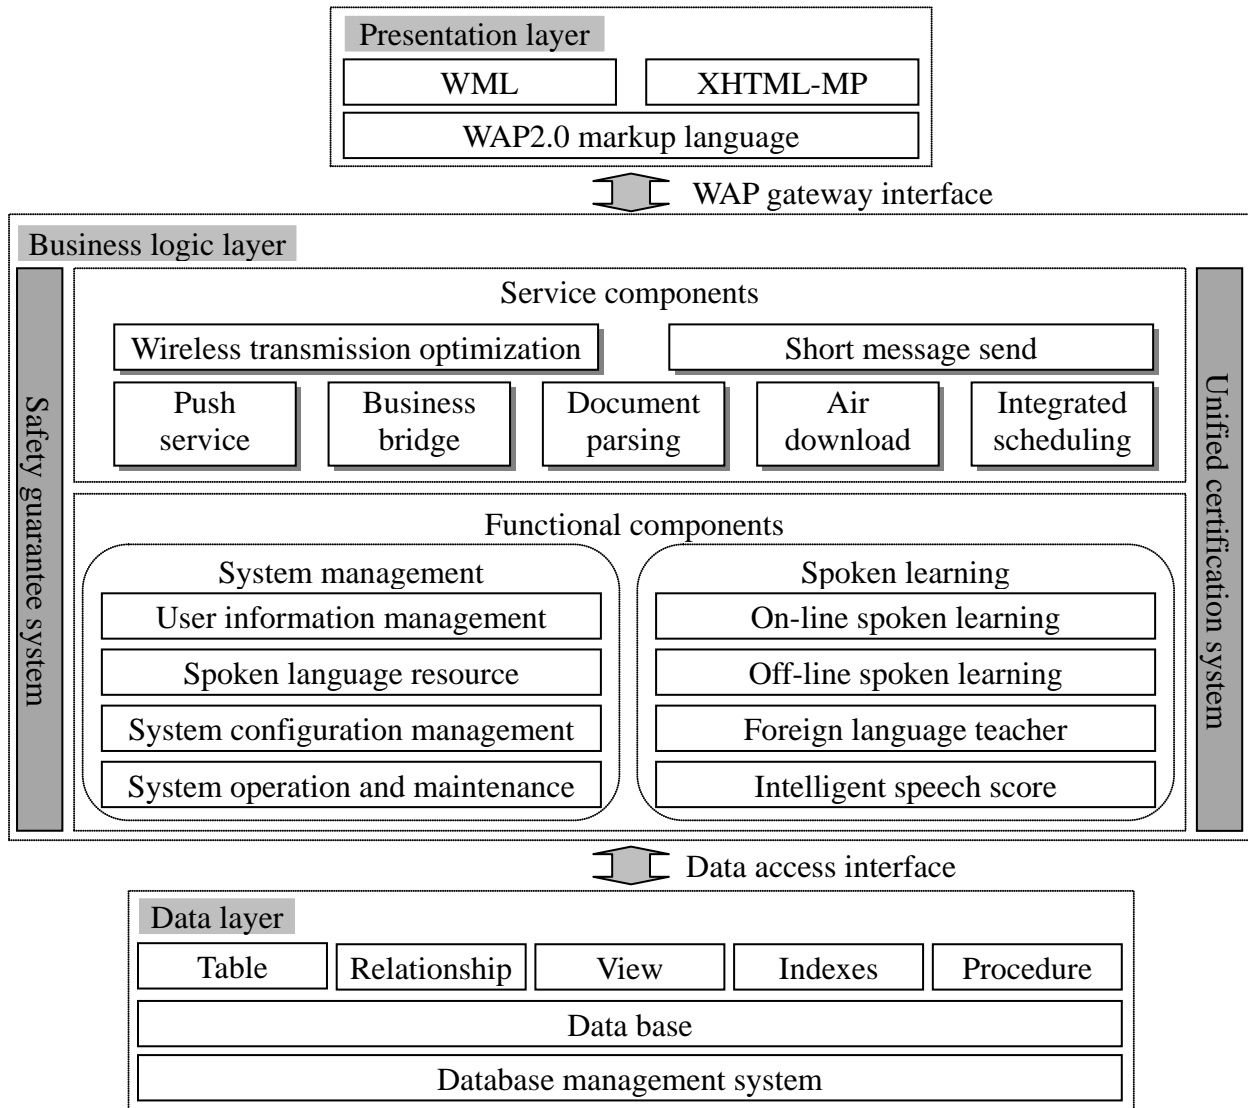 Presentation layer
WML
XHTML-MP
WAP2.0 markup language
WAP gateway interface
Business logic layer
Safety guarantee system
Service components
Wireless transmission optimization
Short message send
Push
service
Business
bridge
Document
parsing
Air
download
Integrated
scheduling
Functional components
System management
User information management
Spoken language resource
System configuration management
System operation and maintenance
Spoken learning
On-line spoken learning
Off-line spoken learning
Foreign language teacher
Intelligent speech score
Unified certification system
Data access interface
Data layer
Table
Relationship
View
Indexes
Procedure
Data base
Database management system